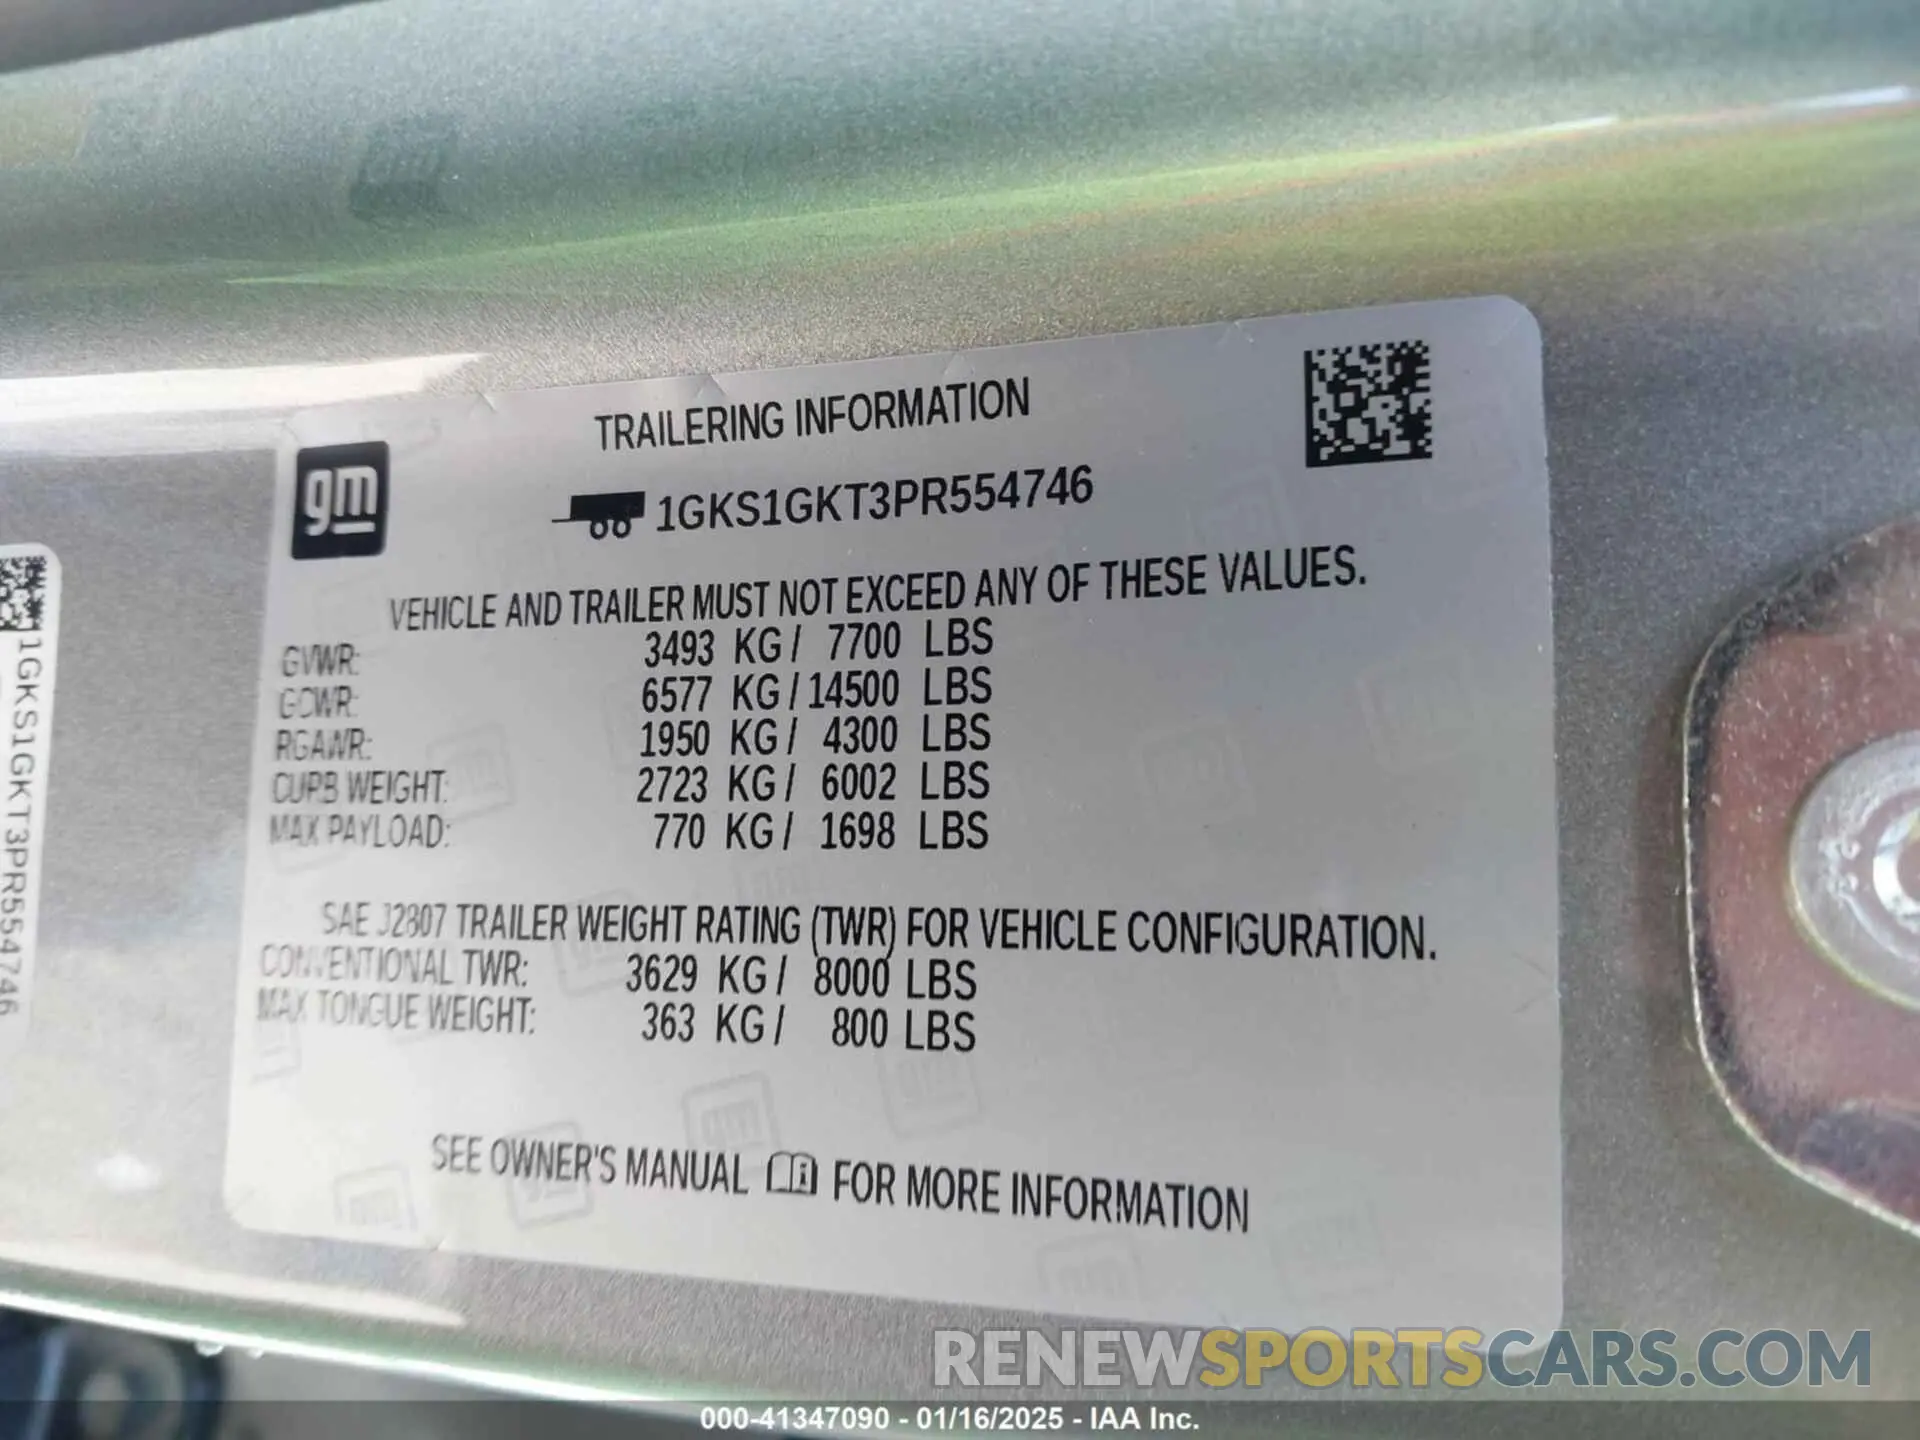 TRAILERING INFORMATION
gm
1GKS1GKT3PR554746
VEHICLE AND TRAILER MUST NOT EXCEED ANY OF THESE VALUES.
GVWR: 3493 KG / 7700 LBS
GCWR: 6577 KG / 14500 LBS
RGAWR: 1950 KG / 4300 LBS
CURB WEIGHT: 2723 KG / 6002 LBS
MAX PAYLOAD: 770 KG / 1698 LBS
SAE J2807 TRAILER WEIGHT RATING (TWR) FOR VEHICLE CONFIGURATION.
CONVENTIONAL TWR: 3629 KG / 8000 LBS
MAX TONGUE WEIGHT: 363 KG / 800 LBS
SEE OWNER'S MANUAL FOR MORE INFORMATION
1GKS1GKT3PR554746
RENEWSPORTSCARS.COM
000-41347090 - 01/16/2025 - IAA Inc.